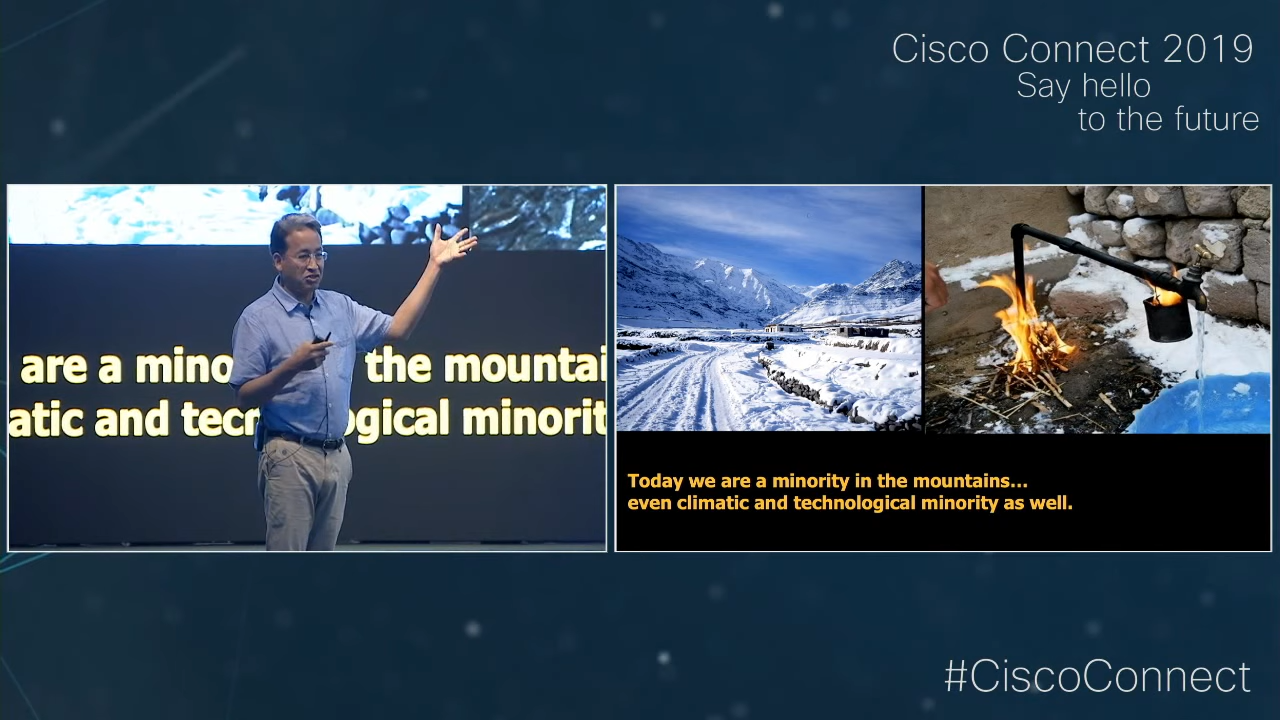 Cisco Connect 2019
Say hello
to the future
are a mino the mountai
atic and tec ogical minorit
Today we are a minority in the mountains...
even climatic and technological minority as well.
#CiscoConnect